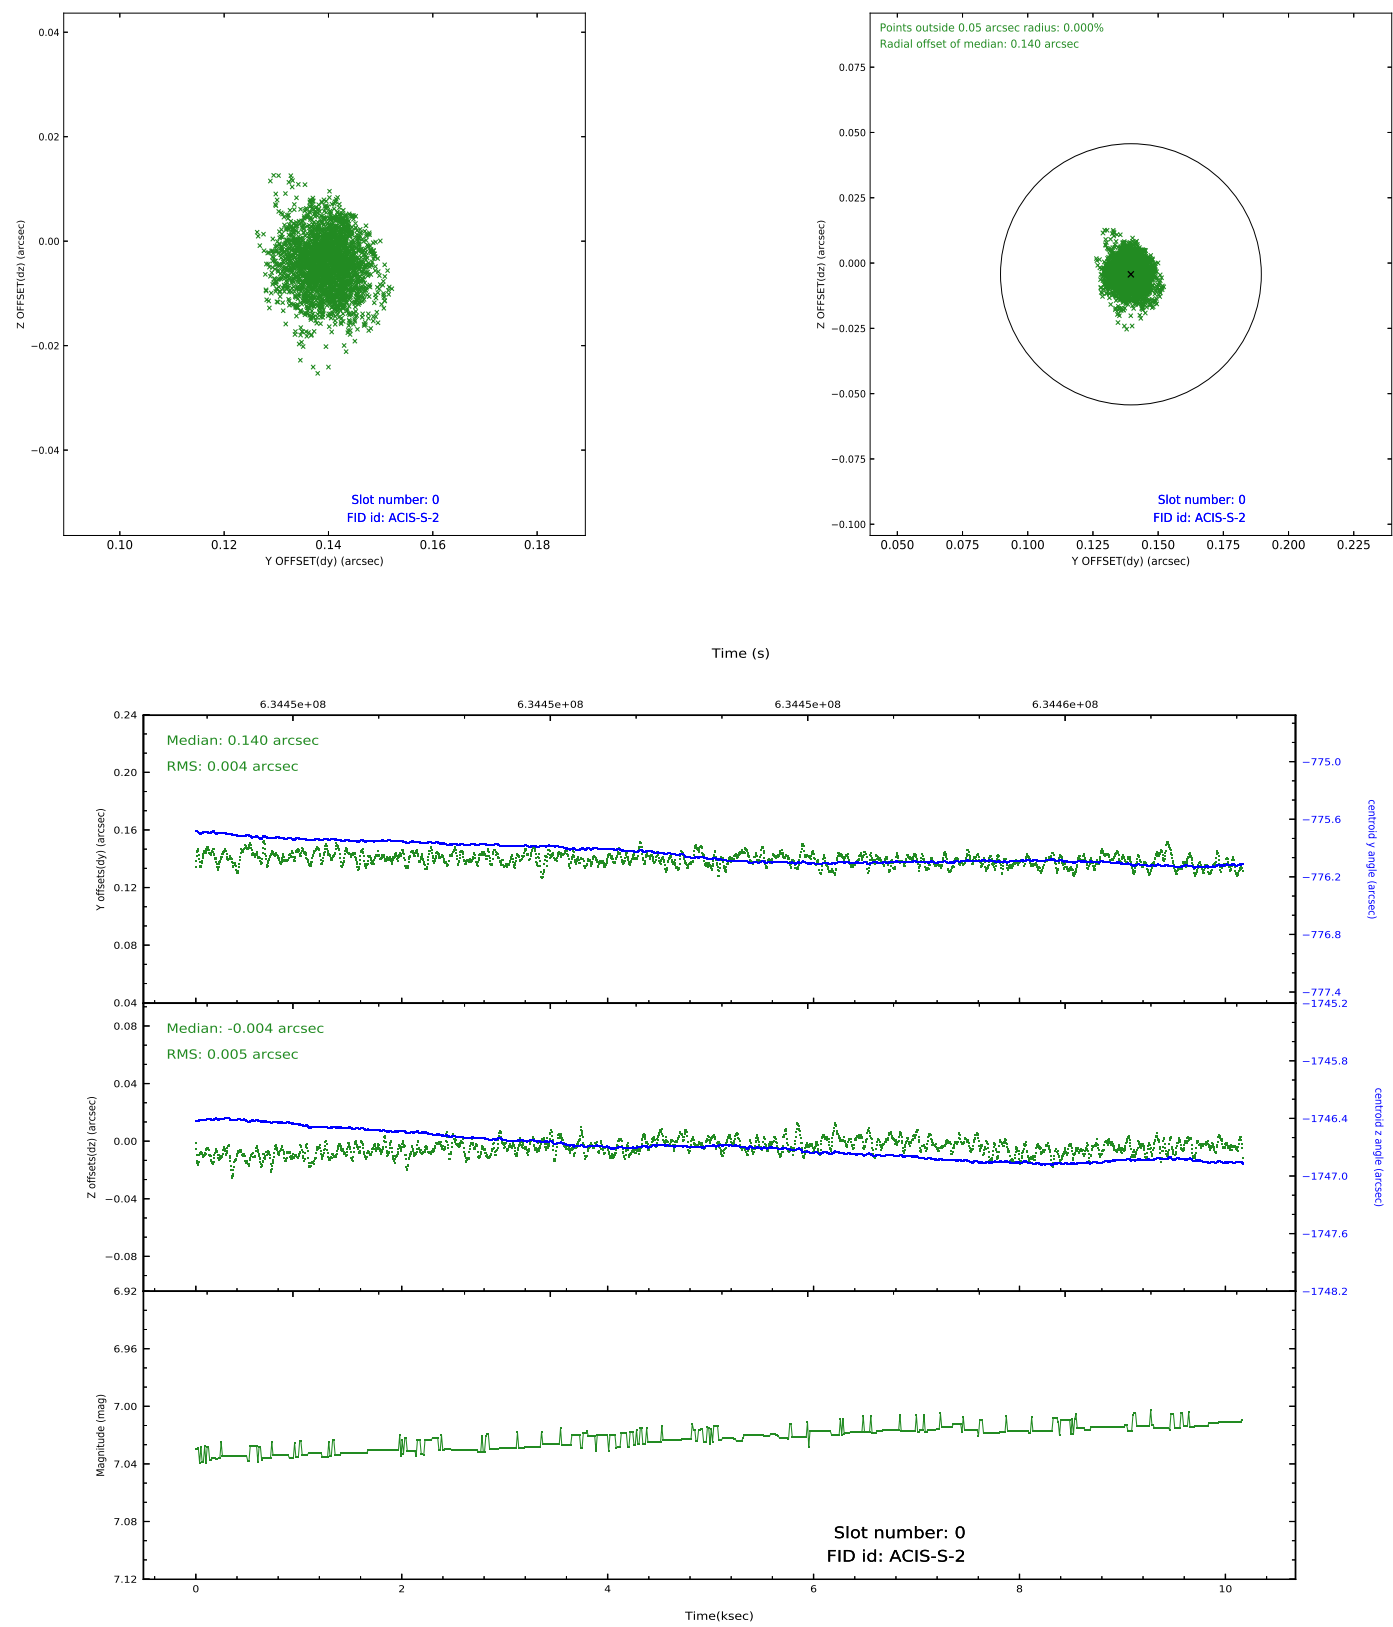 0.04
0.02
0.00
−0.02
−0.04
Z OFFSET(dz) (arcsec)
Slot number: 0
FID id: ACIS-S-2
0.10 0.12 0.14 0.16 0.18
Y OFFSET(dy) (arcsec)
Points outside 0.05 arcsec radius: 0.000%
Radial offset of median: 0.140 arcsec
0.075
0.050
0.025
0.000
−0.025
−0.050
−0.075
−0.100
Z OFFSET(dz) (arcsec)
Slot number: 0
FID id: ACIS-S-2
0.050 0.075 0.100 0.125 0.150 0.175 0.200 0.225
Y OFFSET(dy) (arcsec)
Time (s)
6.3445e+08 6.3445e+08 6.3445e+08 6.3446e+08
Median: 0.140 arcsec
RMS: 0.004 arcsec
0.24
0.20
0.16
0.12
0.08
0.04
Y offsets(dy) (arcsec)
−775.0
−775.6
−776.2
−776.8
−777.4
centroid y angle (arcsec)
Median: -0.004 arcsec
RMS: 0.005 arcsec
0.08
0.04
0.00
−0.04
−0.08
Z offsets(dz) (arcsec)
−1745.2
−1745.8
−1746.4
−1747.0
−1747.6
−1748.2
centroid z angle (arcsec)
6.92
6.96
7.00
7.04
7.08
7.12
Magnitude (mag)
Slot number: 0
FID id: ACIS-S-2
0 2 4 6 8 10
Time(ksec)